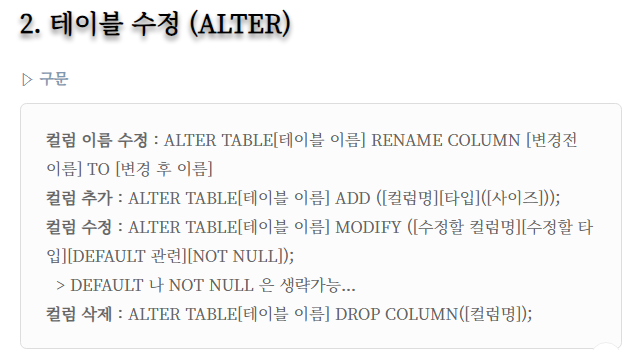 2. 테이블 수정 (ALTER)
▷ 구문
컬럼 이름 수정 : ALTER TABLE[테이블 이름] RENAME COLUMN [변경전
이름] TO [변경 후 이름]
컬럼 추가 : ALTER TABLE[테이블 이름] ADD ([컬럼명][타입]([사이즈]));
컬럼 수정 : ALTER TABLE[테이블 이름] MODIFY ([수정할 컬럼명][수정할 타
입][DEFAULT 관련][NOT NULL]);
> DEFAULT 나 NOT NULL 은 생략가능...
컬럼 삭제 : ALTER TABLE[테이블 이름] DROP COLUMN([컬럼명]);